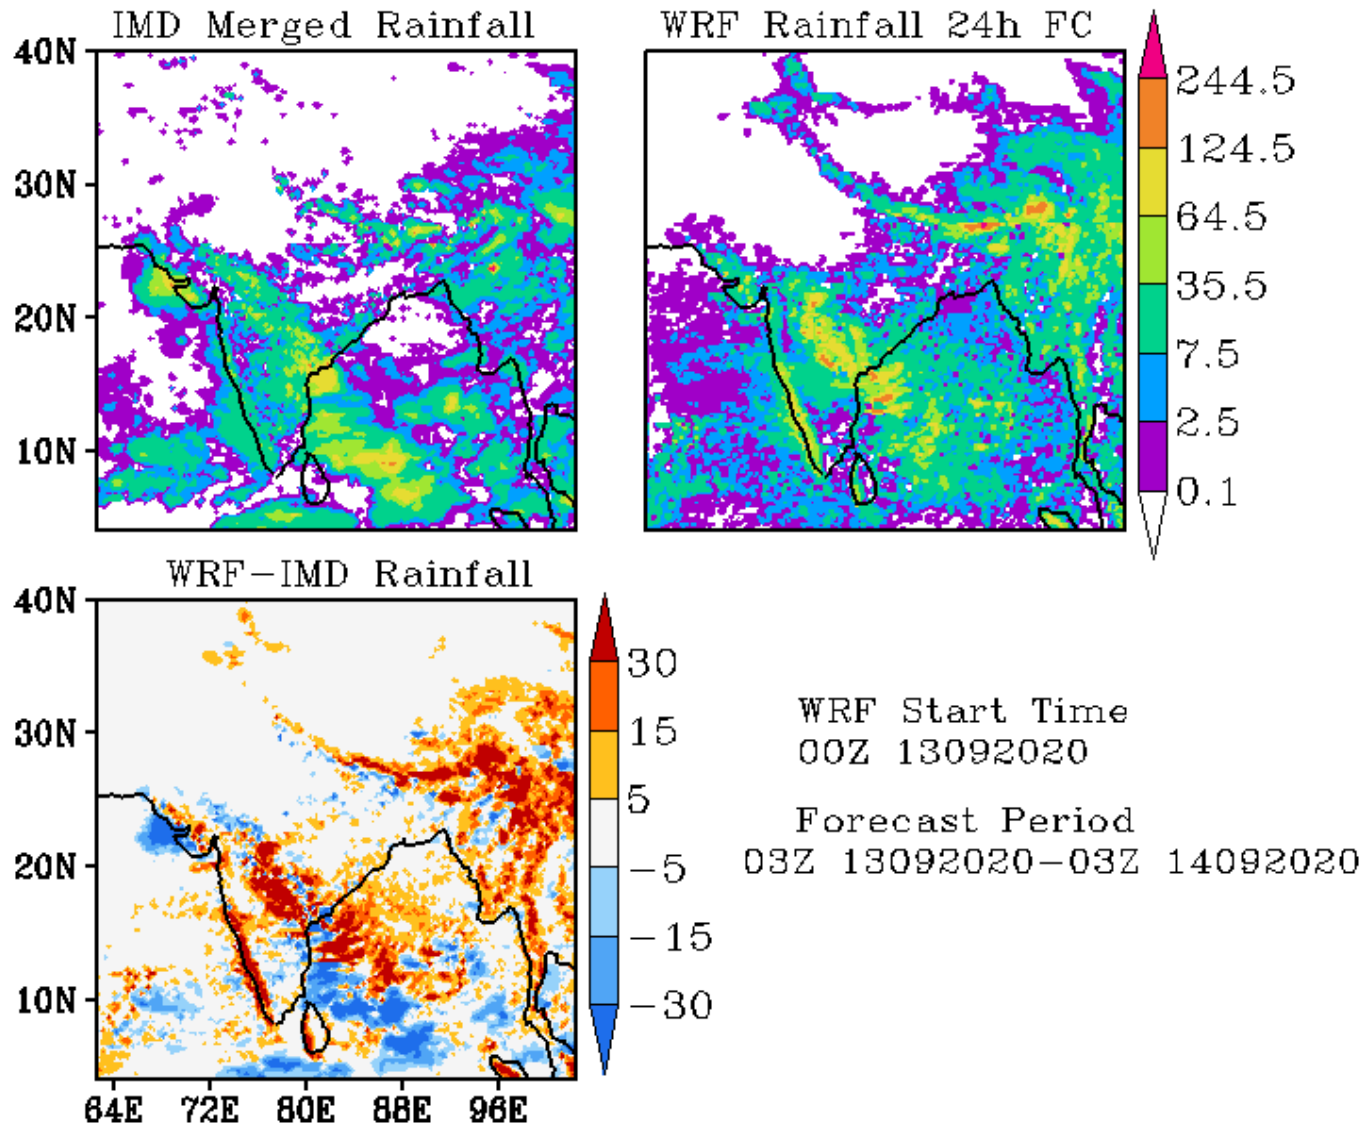 IMD Merged Rainfall
WRF Rainfall 24h FC
40N
30N
20N
10N
244.5
124.5
64.5
35.5
7.5
2.5
0.1
WRF-IMD Rainfall
40N
30N
20N
10N
64E 72E 80E 88E 96E
30
15
5
-5
-15
-30
WRF Start Time
00Z 13092020
Forecast Period
03Z 13092020-03Z 14092020